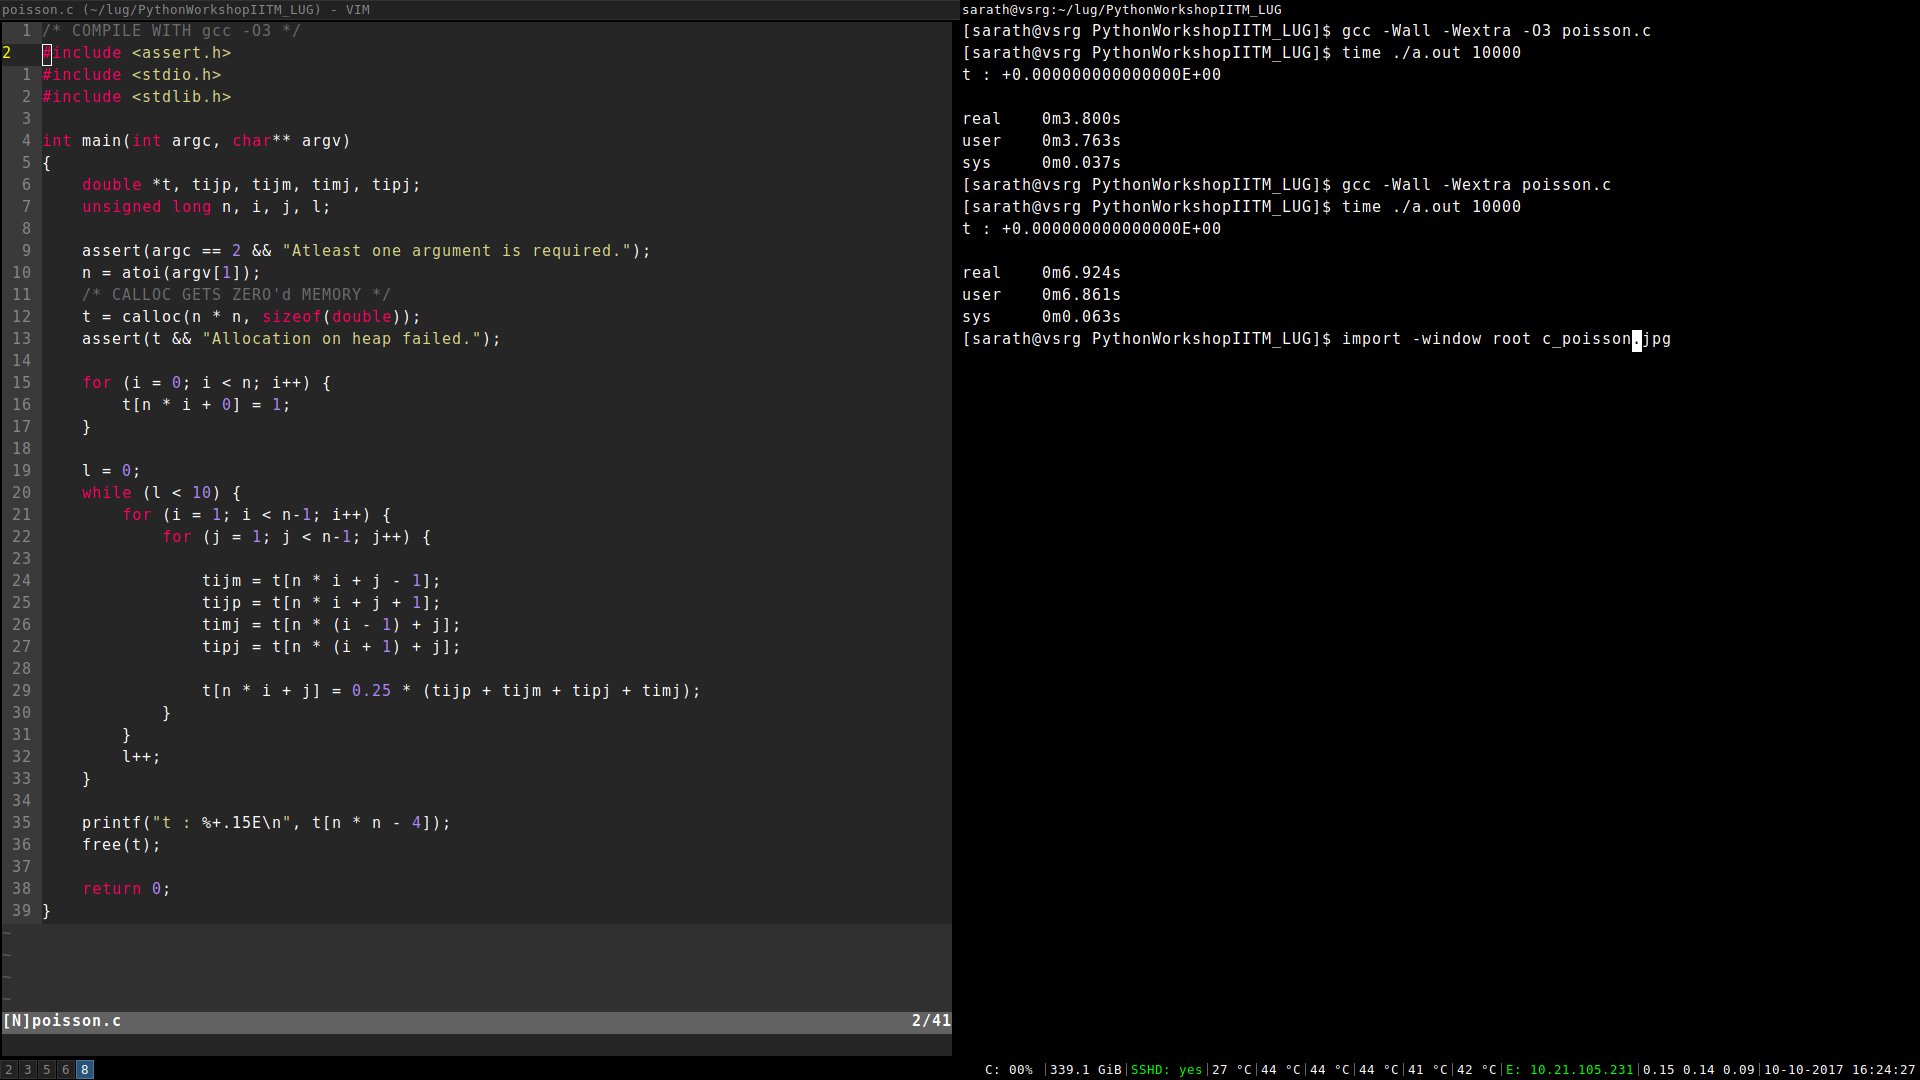 poisson.c (~/lug/PythonWorkshopIITM_LUG) - VIM
1 /* COMPILE WITH gcc -O3 */
2 #include <assert.h>
1 #include <stdio.h>
2 #include <stdlib.h>
3
4 int main(int argc, char** argv)
5 {
6     double *t, tijp, tijm, timj, tipj;
7     unsigned long n, i, j, l;
8
9     assert(argc == 2 && "Atleast one argument is required.");
10     n = atoi(argv[1]);
11     /* CALLOC GETS ZERO'd MEMORY */
12     t = calloc(n * n, sizeof(double));
13     assert(t && "Allocation on heap failed.");
14
15     for (i = 0; i < n; i++) {
16         t[n * i + 0] = 1;
17     }
18
19     l = 0;
20     while (l < 10) {
21         for (i = 1; i < n-1; i++) {
22             for (j = 1; j < n-1; j++) {
23
24                 tijm = t[n * i + j - 1];
25                 tijp = t[n * i + j + 1];
26                 timj = t[n * (i - 1) + j];
27                 tipj = t[n * (i + 1) + j];
28
29                 t[n * i + j] = 0.25 * (tijp + tijm + tipj + timj);
30             }
31         }
32         l++;
33     }
34
35     printf("t : %+.15E\n", t[n * n - 4]);
36     free(t);
37
38     return 0;
39 }
~
~
~
~
[N]poisson.c 2/41
sarath@vsrg:~/lug/PythonWorkshopIITM_LUG
[sarath@vsrg PythonWorkshopIITM_LUG]$ gcc -Wall -Wextra -O3 poisson.c
[sarath@vsrg PythonWorkshopIITM_LUG]$ time ./a.out 10000
t : +0.000000000000000E+00
real    0m3.800s
user    0m3.763s
sys     0m0.037s
[sarath@vsrg PythonWorkshopIITM_LUG]$ gcc -Wall -Wextra poisson.c
[sarath@vsrg PythonWorkshopIITM_LUG]$ time ./a.out 10000
t : +0.000000000000000E+00
real    0m6.924s
user    0m6.861s
sys     0m0.063s
[sarath@vsrg PythonWorkshopIITM_LUG]$ import -window root c_poisson.jpg
2 3 5 6 8
C: 00% |339.1 GiB|SSHD: yes|27 °C|44 °C|44 °C|44 °C|41 °C|42 °C|E: 10.21.105.231|0.15 0.14 0.09|10-10-2017 16:24:27